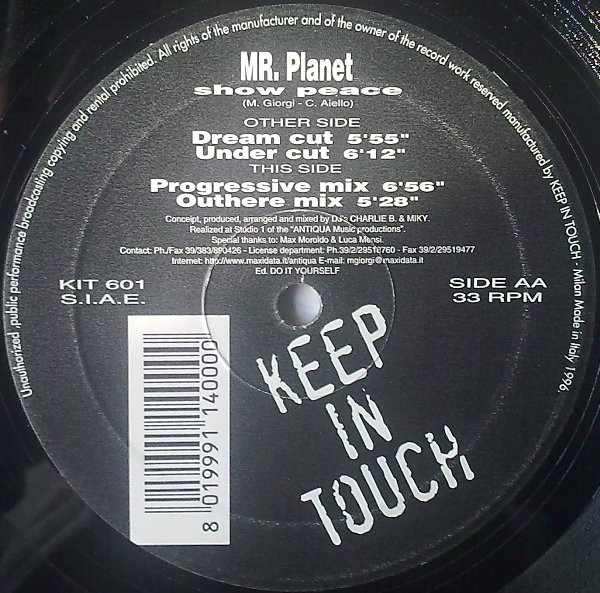 Unauthorized ,public performance broadcasting copying and rental prohibited. All rights of the manufacturer and of the owner of the record work reserved manufactured by KEEP IN TOUCH - Milan Made in Italy 1996.
MR. Planet
show peace
(M. Giorgi - C. Aiello)
OTHER SIDE
Dream cut 5'55"
Under cut 6'12"
THIS SIDE
Progressive mix 6'56"
Outhere mix 5'28"
Conceipt, produced, arranged and mixed by DJ's CHARLIE B. & MIKY.
Realized at Studio 1 of the "ANTIQUA Music productions".
Special thanks to: Max Moroldo & Luca Mensi.
Contact: Ph./Fax 39/383/890426 - License department: Ph.39/2/29518760 - Fax 39/2/29519477
Internet: http://www.maxidata.it/antiqua E-mail: mgiorgi@maxidata.it
Ed. DO IT YOURSELF
KIT 601
S.I.A.E.
SIDE AA
33 RPM
8 019991 140000
KEEP
IN
TOUCH